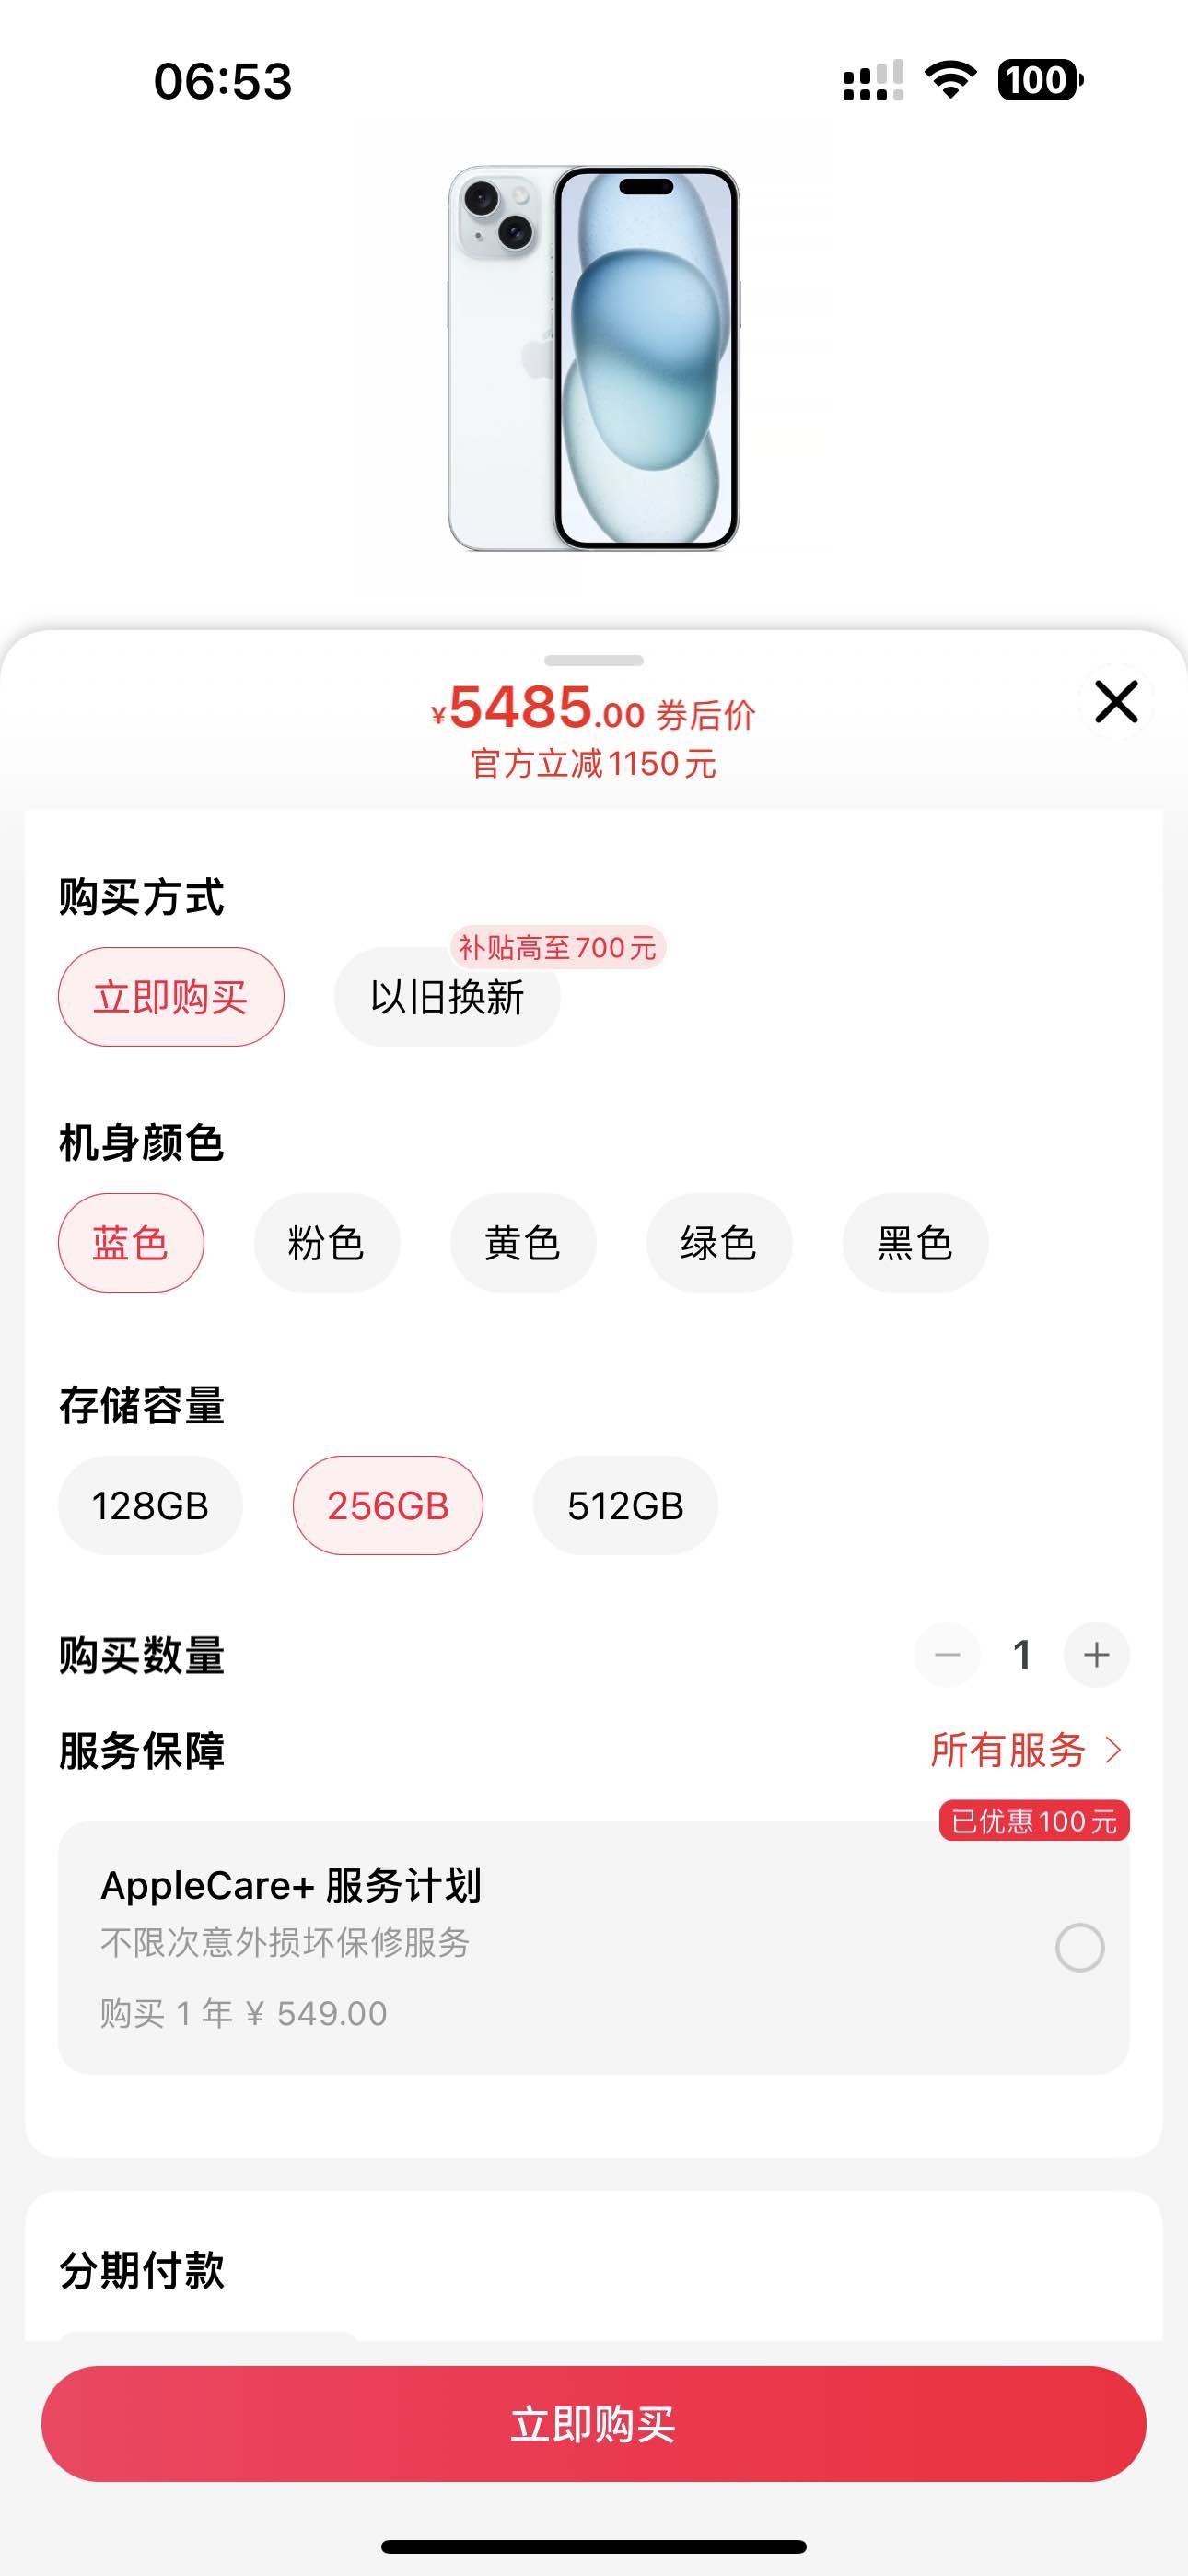 06:53
100
¥5485.00 券后价
官方立减1150元
购买方式
补贴高至700元
立即购买 以旧换新
机身颜色
蓝色 粉色 黄色 绿色 黑色
存储容量
128GB 256GB 512GB
购买数量 1
服务保障 所有服务
已优惠100元
AppleCare+ 服务计划
不限次意外损坏保修服务
购买 1 年 ¥ 549.00
分期付款
立即购买